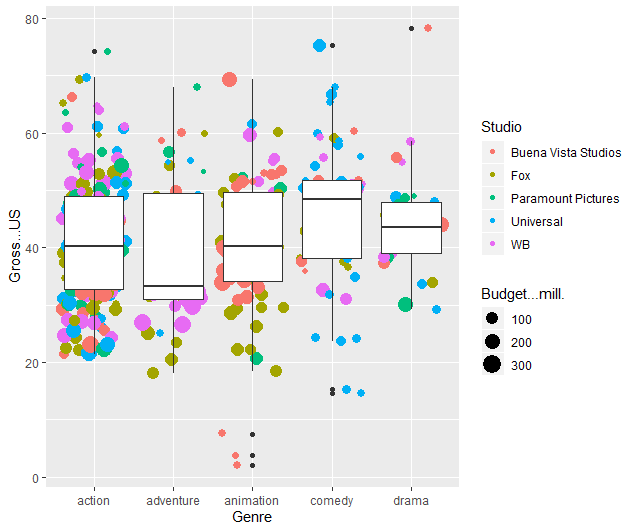 80
60
40
20
0
Gross...US
action
adventure
animation
comedy
drama
Genre
Studio
Buena Vista Studios
Fox
Paramount Pictures
Universal
WB
Budget...mill.
100
200
300